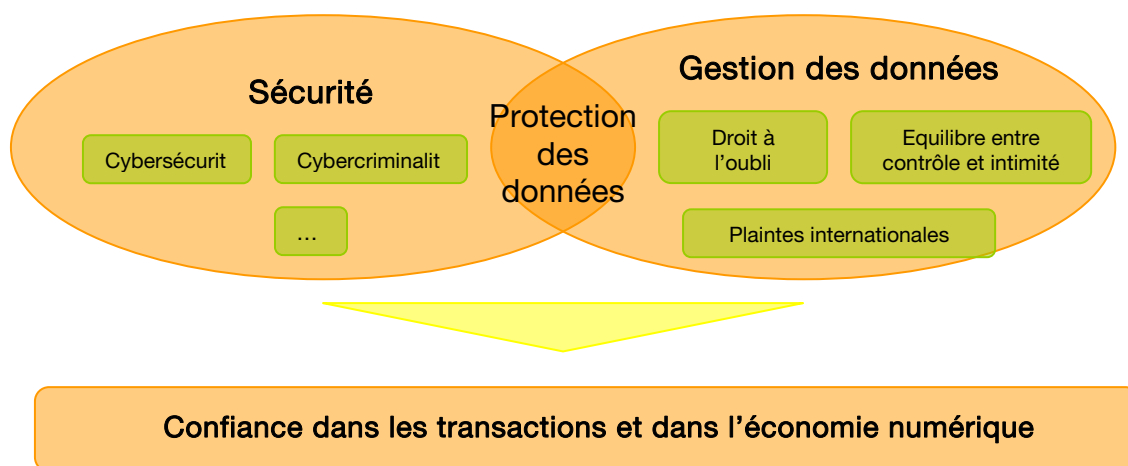 Sécurité
Cybersécurit
Cybercriminalit
...
Protection
des
données
Gestion des données
Droit à
l’oubli
Equilibre entre
contrôle et intimité
Plaintes internationales
Confiance dans les transactions et dans l’économie numérique